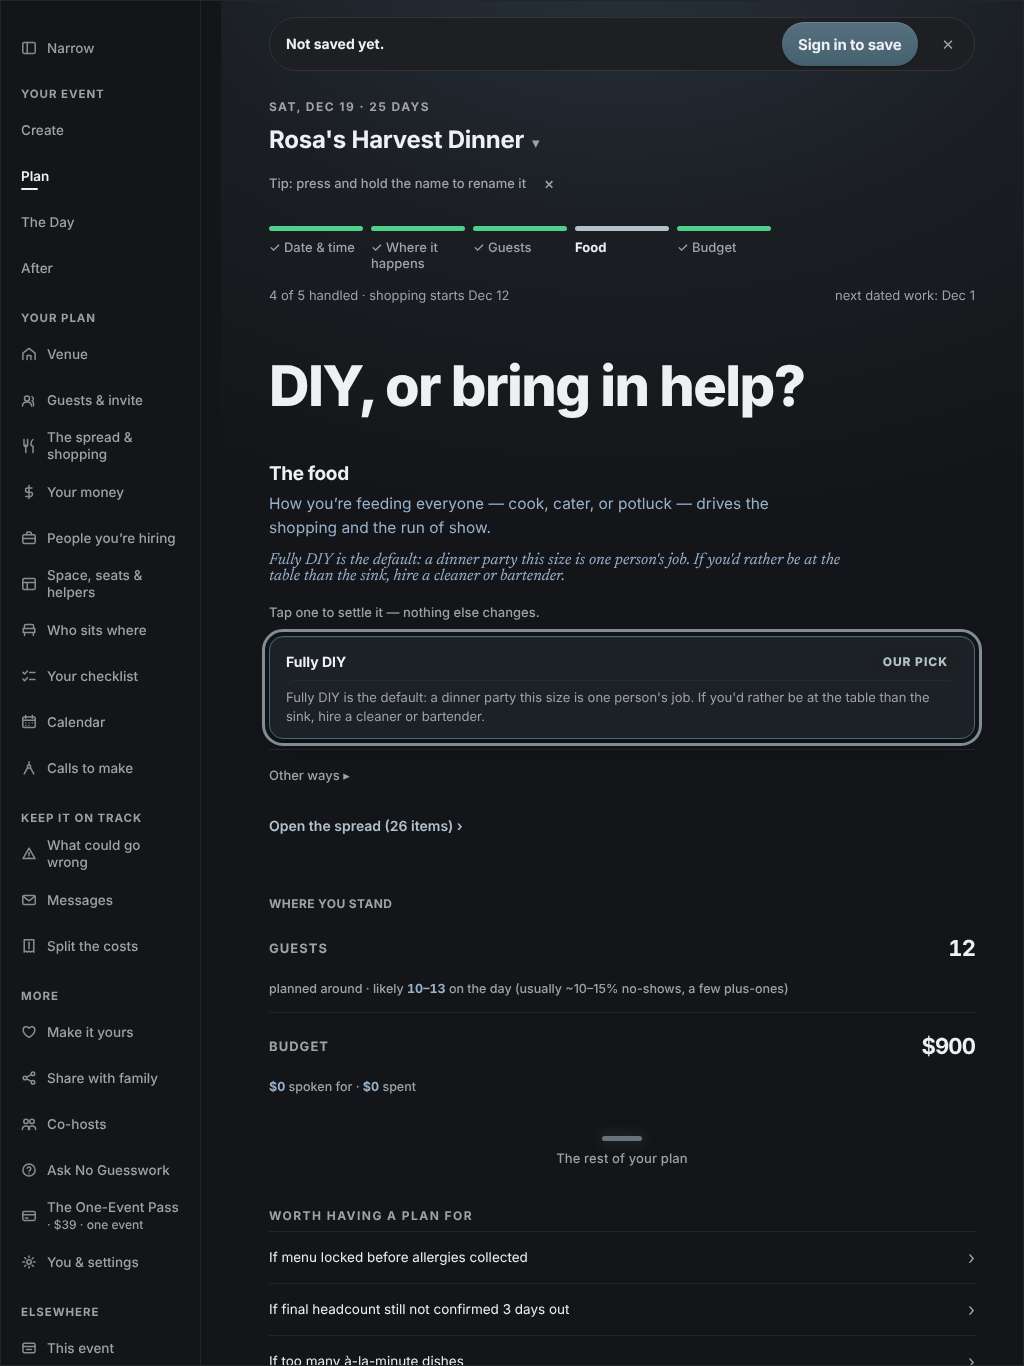 Narrow
YOUR EVENT
Create
Plan
The Day
After
YOUR PLAN
Venue
Guests & invite
The spread &
shopping
Your money
People you're hiring
Space, seats &
helpers
Who sits where
Your checklist
Calendar
Calls to make
KEEP IT ON TRACK
What could go
wrong
Messages
Split the costs
MORE
Make it yours
Share with family
Co-hosts
Ask No Guesswork
The One-Event Pass
· $39 · one event
You & settings
ELSEWHERE
This event
Not saved yet.
Sign in to save ×
SAT, DEC 19 · 25 DAYS
Rosa's Harvest Dinner ▾
Tip: press and hold the name to rename it ×
✓ Date & time
✓ Where it
happens
✓ Guests
Food
✓ Budget
4 of 5 handled · shopping starts Dec 12
next dated work: Dec 1
DIY, or bring in help?
The food
How you're feeding everyone — cook, cater, or potluck — drives the
shopping and the run of show.
Fully DIY is the default: a dinner party this size is one person's job. If you'd rather be at the
table than the sink, hire a cleaner or bartender.
Tap one to settle it — nothing else changes.
Fully DIY
OUR PICK
Fully DIY is the default: a dinner party this size is one person's job. If you'd rather be at the table than the
sink, hire a cleaner or bartender.
Other ways ▸
Open the spread (26 items) ›
WHERE YOU STAND
GUESTS
12
planned around · likely 10–13 on the day (usually ~10–15% no-shows, a few plus-ones)
BUDGET
$900
$0 spoken for · $0 spent
The rest of your plan
WORTH HAVING A PLAN FOR
If menu locked before allergies collected ›
If final headcount still not confirmed 3 days out ›
If too many à-la-minute dishes ›